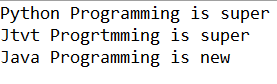 Python Programming is super
Jtvt Progrtmming is super
Java Programming is new